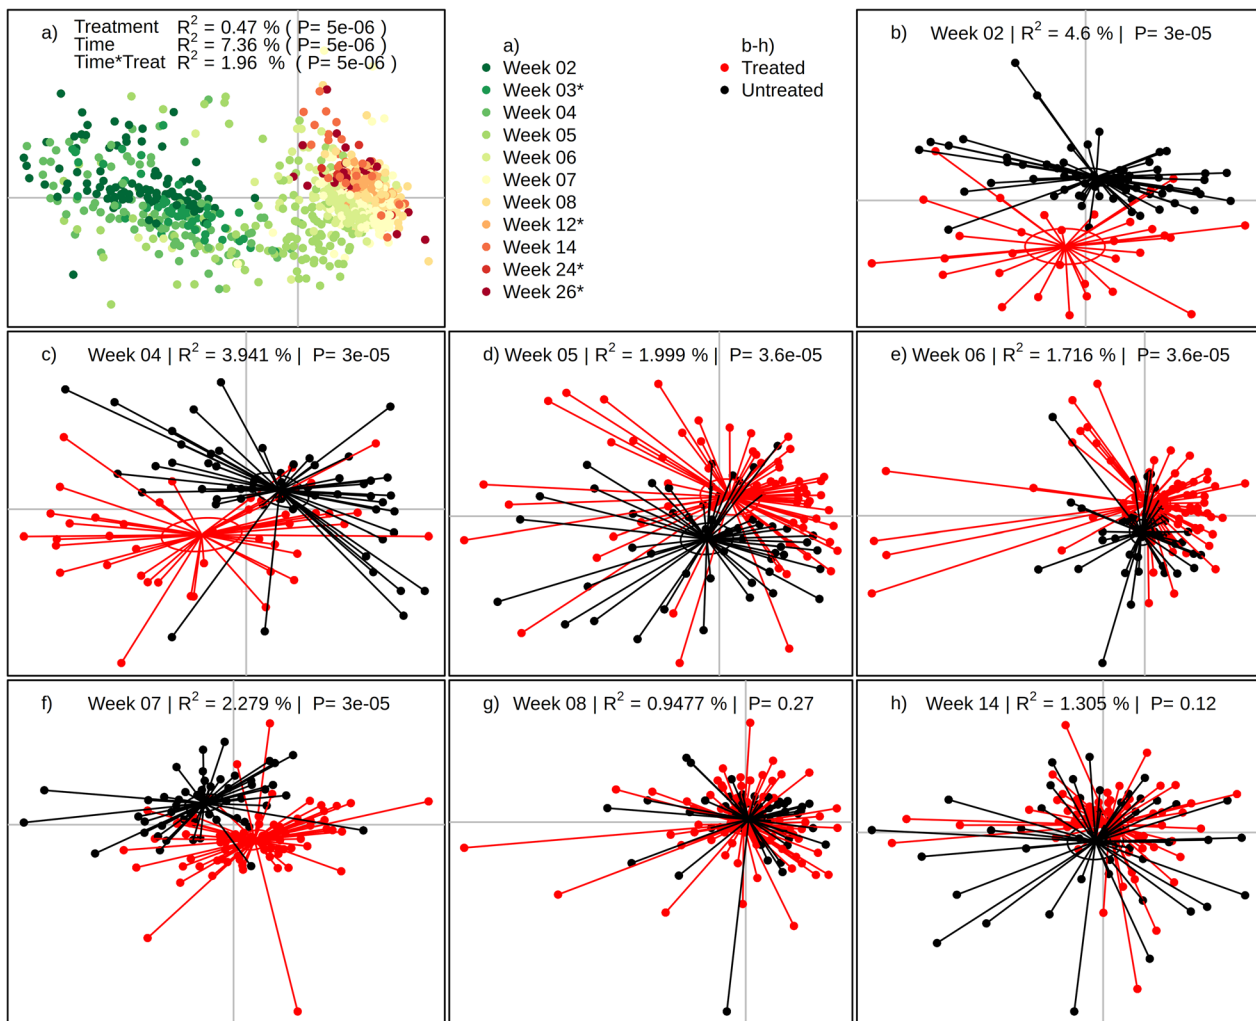 a) Treatment R² = 0.47 % ( P= 5e-06 )
Time R² = 7.36 % ( P= 5e-06 )
Time*Treat R² = 1.96 % ( P= 5e-06 )
a)
Week 02
Week 03*
Week 04
Week 05
Week 06
Week 07
Week 08
Week 12*
Week 14
Week 24*
Week 26*
b-h)
Treated
Untreated
b) Week 02 | R² = 4.6 % | P= 3e-05
c) Week 04 | R² = 3.941 % | P= 3e-05
d) Week 05 | R² = 1.999 % | P= 3.6e-05
e) Week 06 | R² = 1.716 % | P= 3.6e-05
f) Week 07 | R² = 2.279 % | P= 3e-05
g) Week 08 | R² = 0.9477 % | P= 0.27
h) Week 14 | R² = 1.305 % | P= 0.12